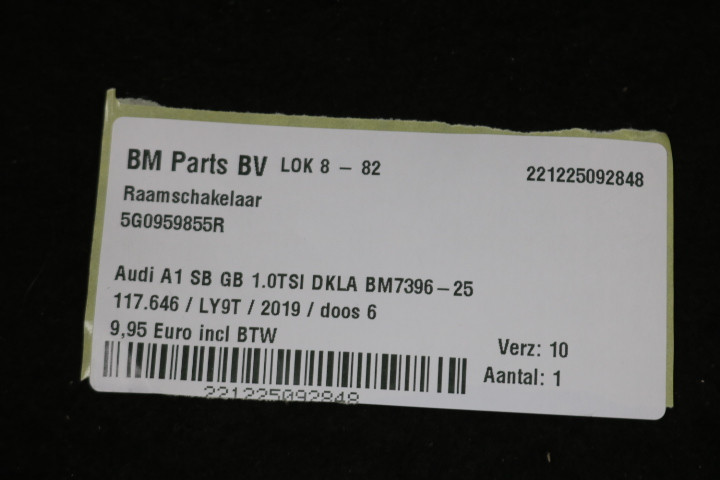 BM Parts BV LOK 8 - 82 221225092848
Raamschakelaar
5G0959855R
Audi A1 SB GB 1.0TSI DKLA BM7396-25
117.646 / LY9T / 2019 / doos 6
9,95 Euro incl BTW
Verz: 10
Aantal: 1
221225092848